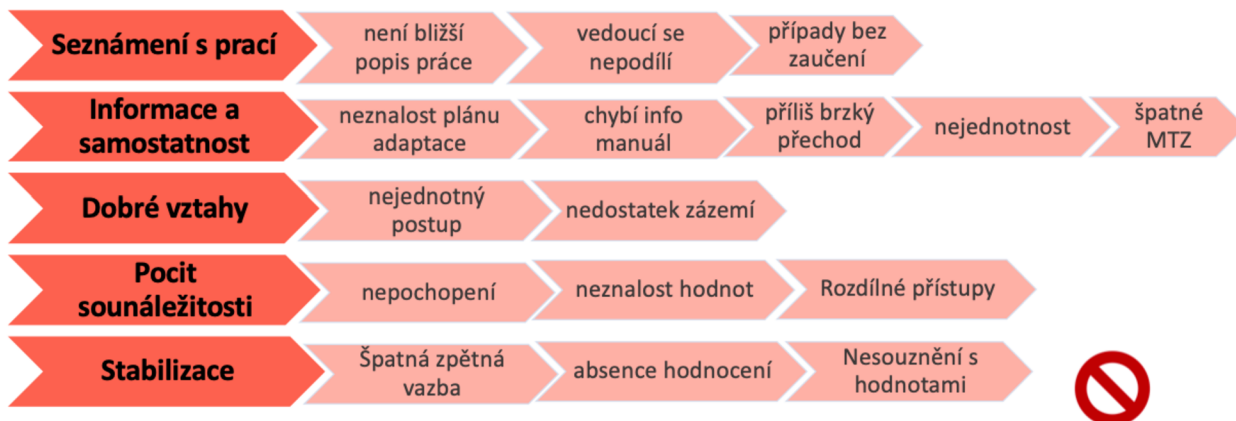 Seznámení s prací
není bližší
popis práce
vedoucí se
nepodílí
případy bez
zaučení
Informace a
samostatnost
neznalost plánu
adaptace
chybí info
manuál
příliš brzký
přechod
nejednotnost
špatné
MTZ
Dobré vztahy
nejednotný
postup
nedostatek zázemí
Pocit
sounáležitosti
nepochopení
neznalost hodnot
Rozdílné přístupy
Stabilizace
Špatná zpětná
vazba
absence hodnocení
Nesouznění s
hodnotami